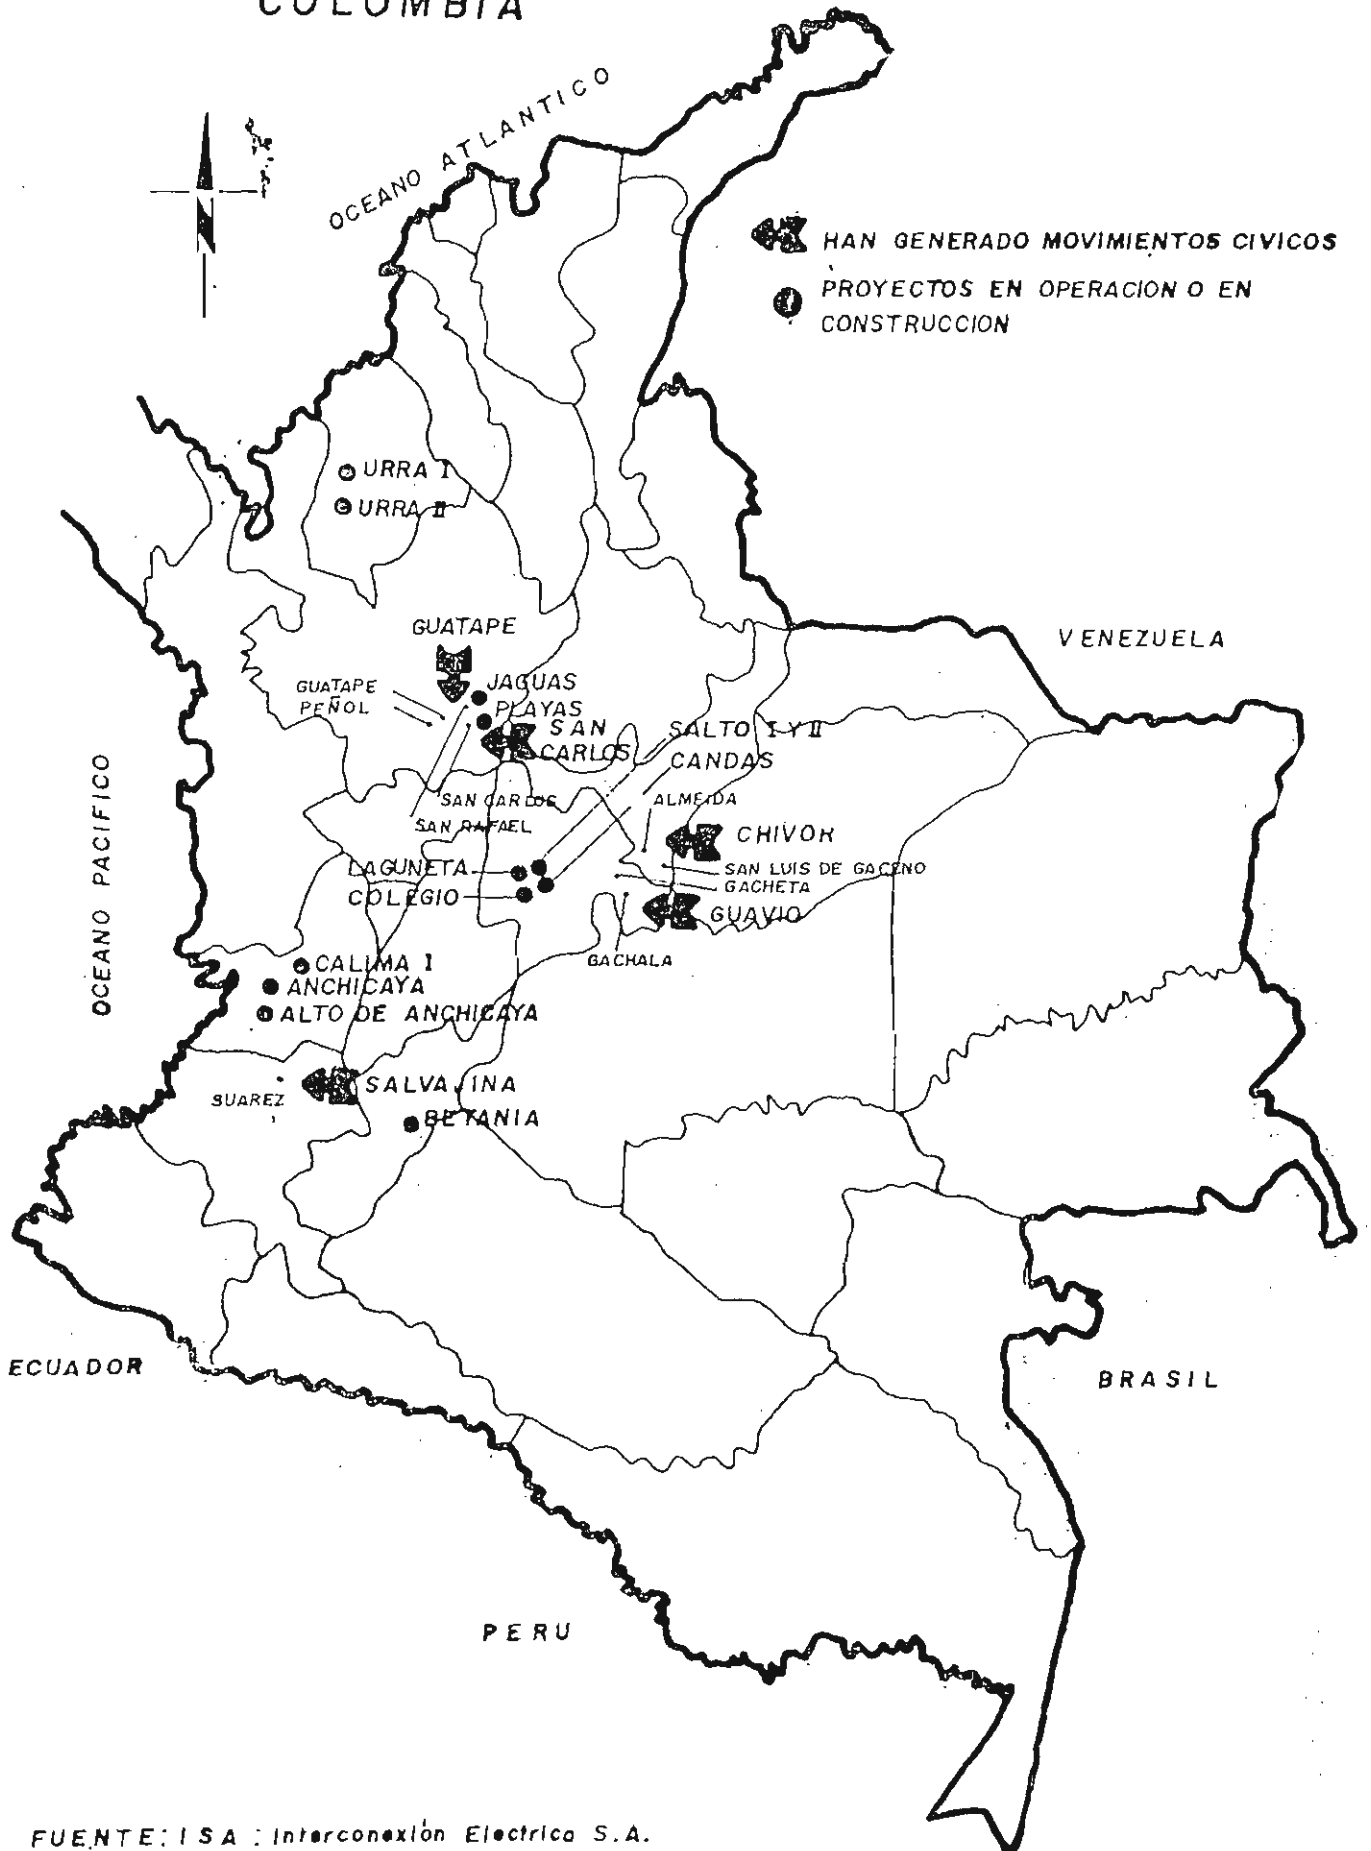 COLOMBIA
OCEANO ATLANTICO
HAN GENERADO MOVIMIENTOS CIVICOS
PROYECTOS EN OPERACION O EN
CONSTRUCCION
URRA I
URRA II
GUATAPE
VENEZUELA
GUATAPE
PEÑOL
JAGUAS
PLAYAS
SAN
CARLOS
SALTO I Y II
CANDAS
OCEANO PACIFICO
SAN CARLOS
SAN RAFAEL
ALMEIDA
CHIVOR
LAGUNETA
COLEGIO
SAN LUIS DE GACENO
GACHETA
GUAVIO
GACHALA
CALIMA I
ANCHICAYA
ALTO DE ANCHICAYA
SUAREZ
SALVAJINA
BETANIA
ECUADOR
BRASIL
PERU
FUENTE: ISA : Interconexión Electrica S.A.